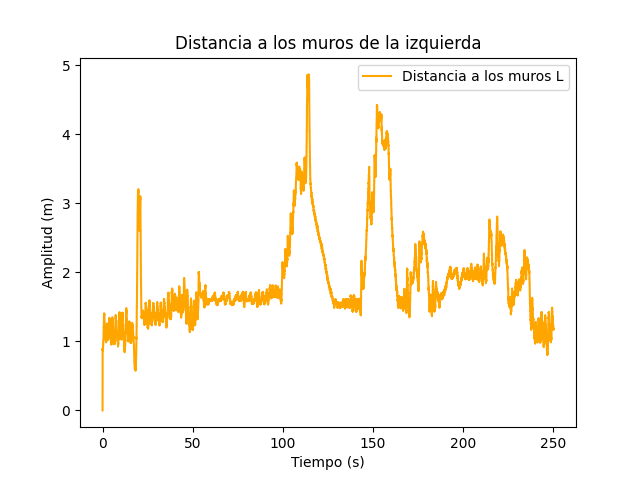 Distancia a los muros de la izquierda
Distancia a los muros L
Amplitud (m)
5
4
3
2
1
0
0 50 100 150 200 250
Tiempo (s)